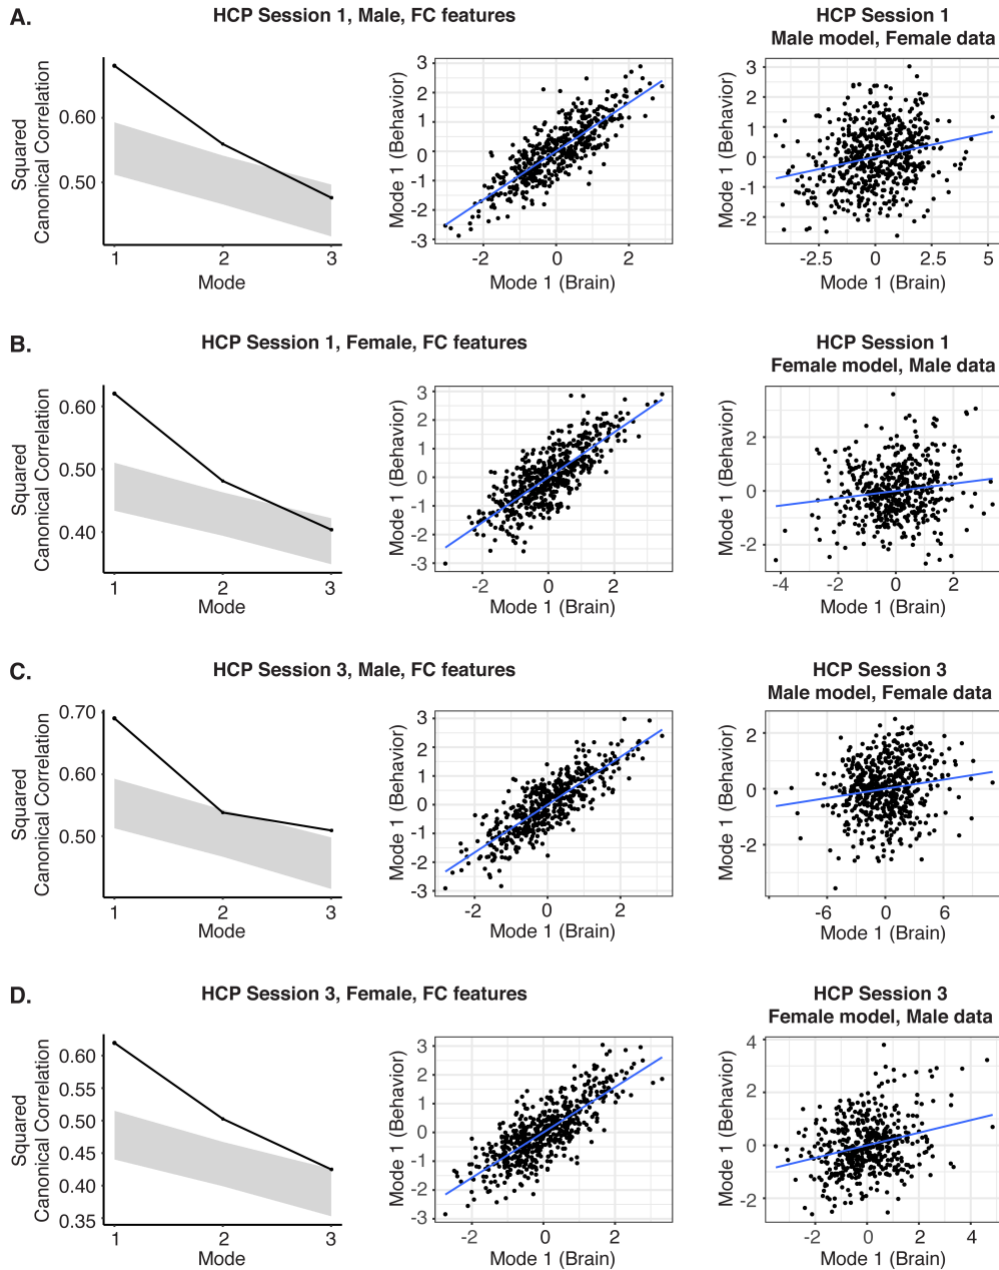 A.
HCP Session 1, Male, FC features
HCP Session 1
Male model, Female data
Squared
Canonical Correlation
0.60
0.50
1
2
3
Mode
Mode 1 (Behavior)
3
2
1
0
-1
-2
-3
-2
0
2
Mode 1 (Brain)
Mode 1 (Behavior)
3
2
1
0
-1
-2
-2.5
0
2.5
5
Mode 1 (Brain)
B.
HCP Session 1, Female, FC features
HCP Session 1
Female model, Male data
Squared
Canonical Correlation
0.60
0.50
0.40
1
2
3
Mode
Mode 1 (Behavior)
3
2
1
0
-1
-2
-3
-2
0
2
Mode 1 (Brain)
Mode 1 (Behavior)
2
0
-2
-4
-2
0
2
Mode 1 (Brain)
C.
HCP Session 3, Male, FC features
HCP Session 3
Male model, Female data
Squared
Canonical Correlation
0.70
0.60
0.50
1
2
3
Mode
Mode 1 (Behavior)
3
2
1
0
-1
-2
-3
-2
0
2
Mode 1 (Brain)
Mode 1 (Behavior)
2
0
-2
-6
0
6
Mode 1 (Brain)
D.
HCP Session 3, Female, FC features
HCP Session 3
Female model, Male data
Squared
Canonical Correlation
0.60
0.55
0.50
0.45
0.40
0.35
1
2
3
Mode
Mode 1 (Behavior)
3
2
1
0
-1
-2
-3
-2
0
2
Mode 1 (Brain)
Mode 1 (Behavior)
4
2
0
-2
-2
0
2
4
Mode 1 (Brain)